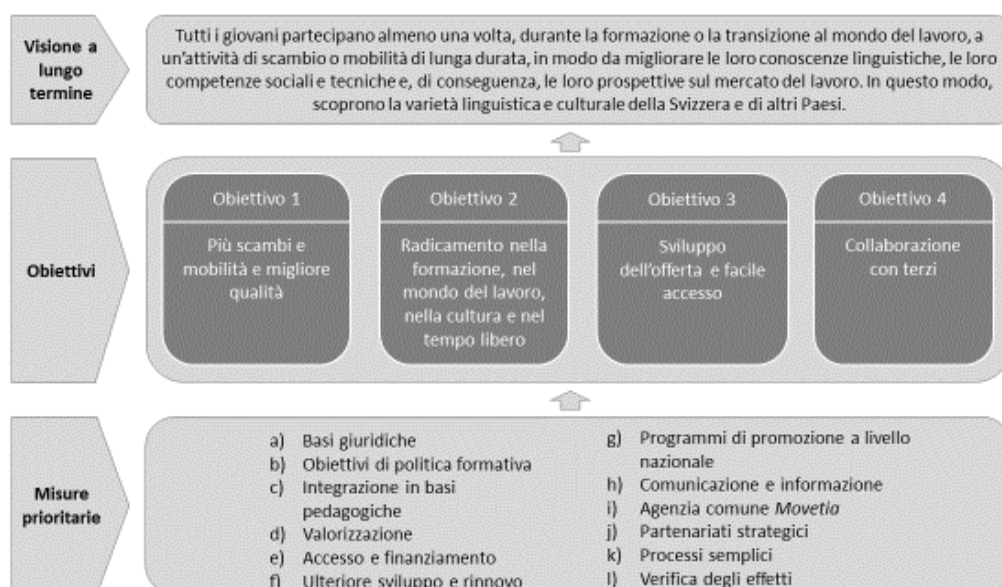 Visione a
lungo
termine
Tutti i giovani partecipano almeno una volta, durante la formazione o la transizione al mondo del lavoro, a
un'attività di scambio o mobilità di lunga durata, in modo da migliorare le loro conoscenze linguistiche, le loro
competenze sociali e tecniche e, di conseguenza, le loro prospettive sul mercato del lavoro. In questo modo,
scoprono la varietà linguistica e culturale della Svizzera e di altri Paesi.
Obiettivi
Obiettivo 1
Più scambi e
mobilità e migliore
qualità
Obiettivo 2
Radicamento nella
formazione, nel
mondo del lavoro,
nella cultura e nel
tempo libero
Obiettivo 3
Sviluppo
dell'offerta e facile
accesso
Obiettivo 4
Collaborazione
con terzi
Misure
prioritarie
a) Basi giuridiche
b) Obiettivi di politica formativa
c) Integrazione in basi
pedagogiche
d) Valorizzazione
e) Accesso e finanziamento
f) Ulteriore sviluppo e rinnovo
g) Programmi di promozione a livello
nazionale
h) Comunicazione e informazione
i) Agenzia comune Movetia
j) Partenariati strategici
k) Processi semplici
l) Verifica degli effetti